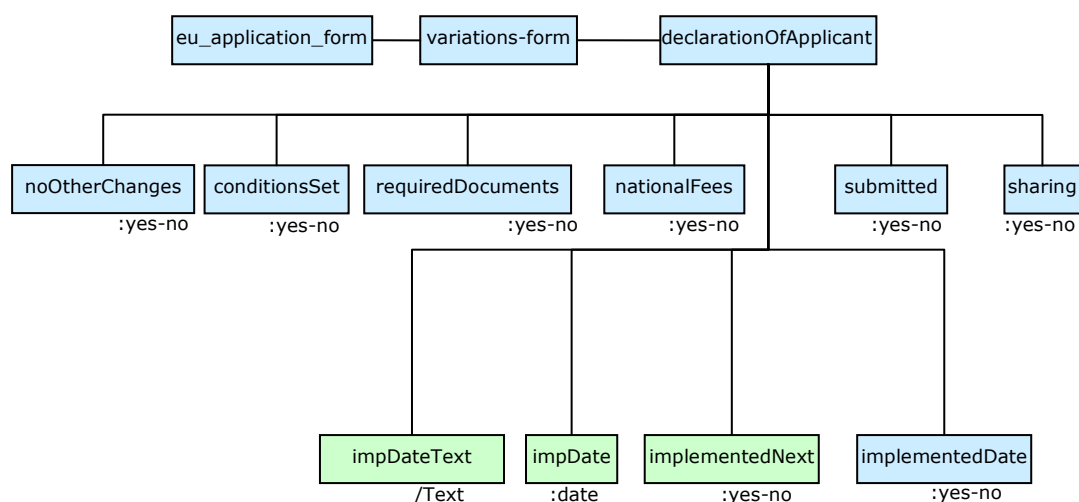 eu_application_form variations-form declarationOfApplicant
noOtherChanges conditionsSet requiredDocuments nationalFees submitted sharing
:yes-no :yes-no :yes-no :yes-no :yes-no :yes-no
impDateText impDate implementedNext implementedDate
/Text :date :yes-no :yes-no